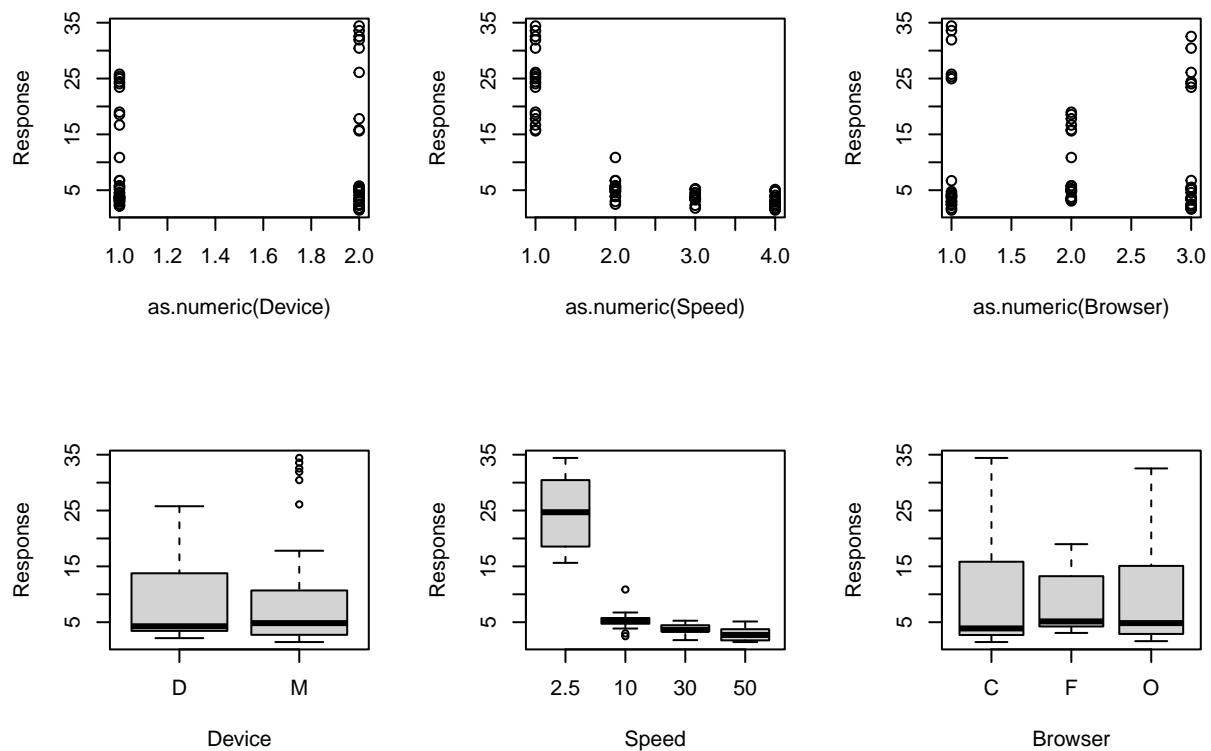 Response
35
25
15
5
1.0 1.2 1.4 1.6 1.8 2.0
as.numeric(Device)
Response
35
25
15
5
1.0 2.0 3.0 4.0
as.numeric(Speed)
Response
35
25
15
5
1.0 1.5 2.0 2.5 3.0
as.numeric(Browser)
Response
35
25
15
5
D M
Device
Response
35
25
15
5
2.5 10 30 50
Speed
Response
35
25
15
5
C F O
Browser